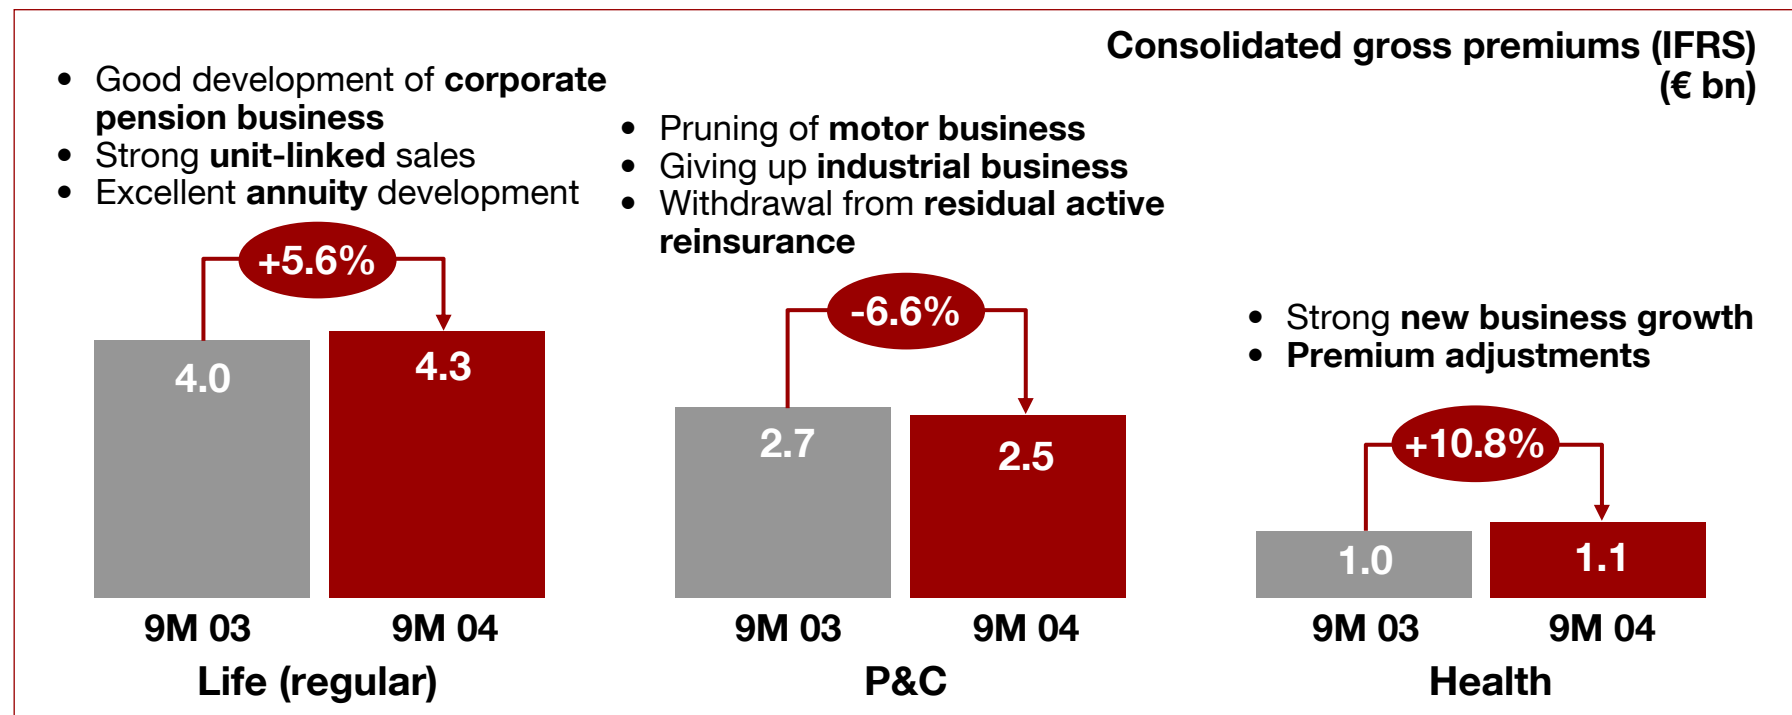 Consolidated gross premiums (IFRS)
(€ bn)
• Good development of corporate
pension business
• Strong unit-linked sales
• Excellent annuity development
+5.6%
4.0
4.3
9M 03
9M 04
Life (regular)
• Pruning of motor business
• Giving up industrial business
• Withdrawal from residual active
reinsurance
-6.6%
2.7
2.5
9M 03
9M 04
P&C
• Strong new business growth
• Premium adjustments
+10.8%
1.0
1.1
9M 03
9M 04
Health